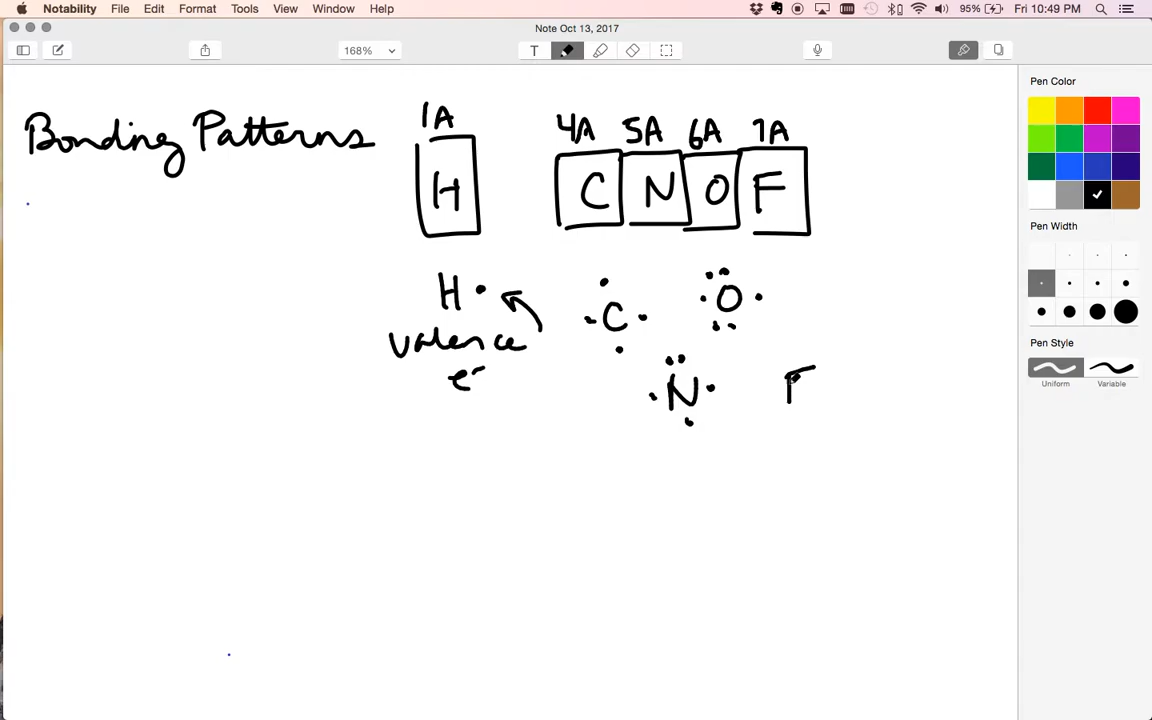 Notability File Edit Format Tools View Window Help 95% Fri 10:49 PM
Note Oct 13, 2017
168% T
Pen Color
Pen Width
Pen Style
Uniform Variable
Bonding Patterns
1A 4A 5A 6A 7A
H C N O F
H C O
valence
e-
N F